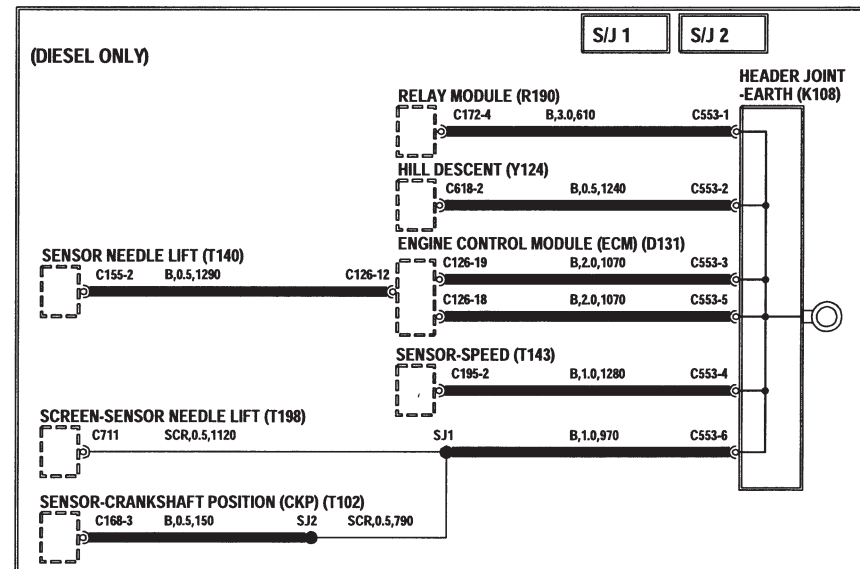 S/J 1 S/J 2
(DIESEL ONLY)
HEADER JOINT
-EARTH (K108)
RELAY MODULE (R190)
C172-4 B,3.0,610 C553-1
HILL DESCENT (Y124)
C618-2 B,0.5,1240 C553-2
ENGINE CONTROL MODULE (ECM) (D131)
SENSOR NEEDLE LIFT (T140)
C126-19 B,2.0,1070 C553-3
C155-2 B,0.5,1290 C126-12
C126-18 B,2.0,1070 C553-5
SENSOR-SPEED (T143)
C195-2 B,1.0,1280 C553-4
SCREEN-SENSOR NEEDLE LIFT (T198)
C711 SCR,0.5,1120 SJ1 B,1.0,970 C553-6
SENSOR-CRANKSHAFT POSITION (CKP) (T102)
C168-3 B,0.5,150 SJ2 SCR,0.5,790